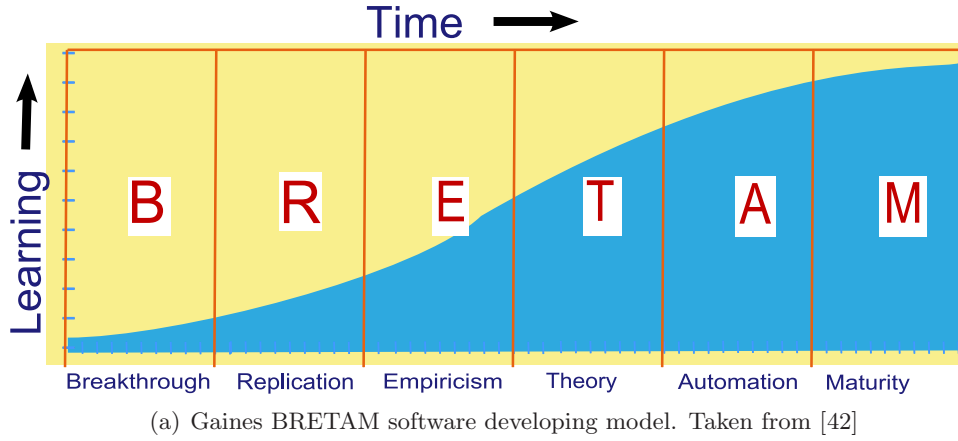 Time
Learning
B R E T A M
Breakthrough Replication Empiricism Theory Automation Maturity
(a) Gaines BRETAM software developing model. Taken from [42]